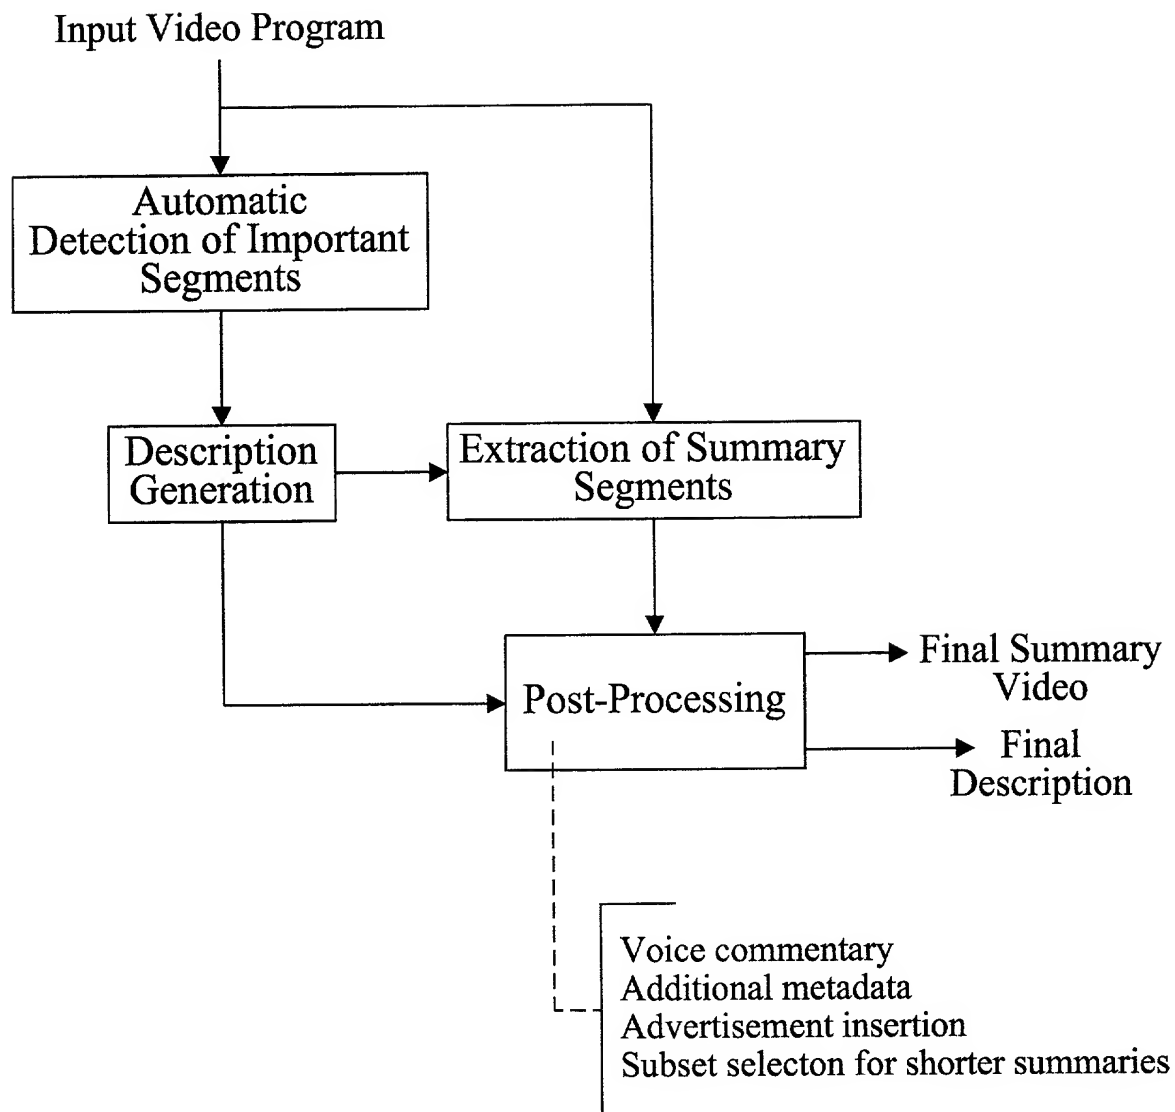 Input Video Program
Automatic
Detection of Important
Segments
Description
Generation
Extraction of Summary
Segments
Post-Processing
Final Summary
Video
Final
Description
Voice commentary
Additional metadata
Advertisement insertion
Subset selecton for shorter summaries